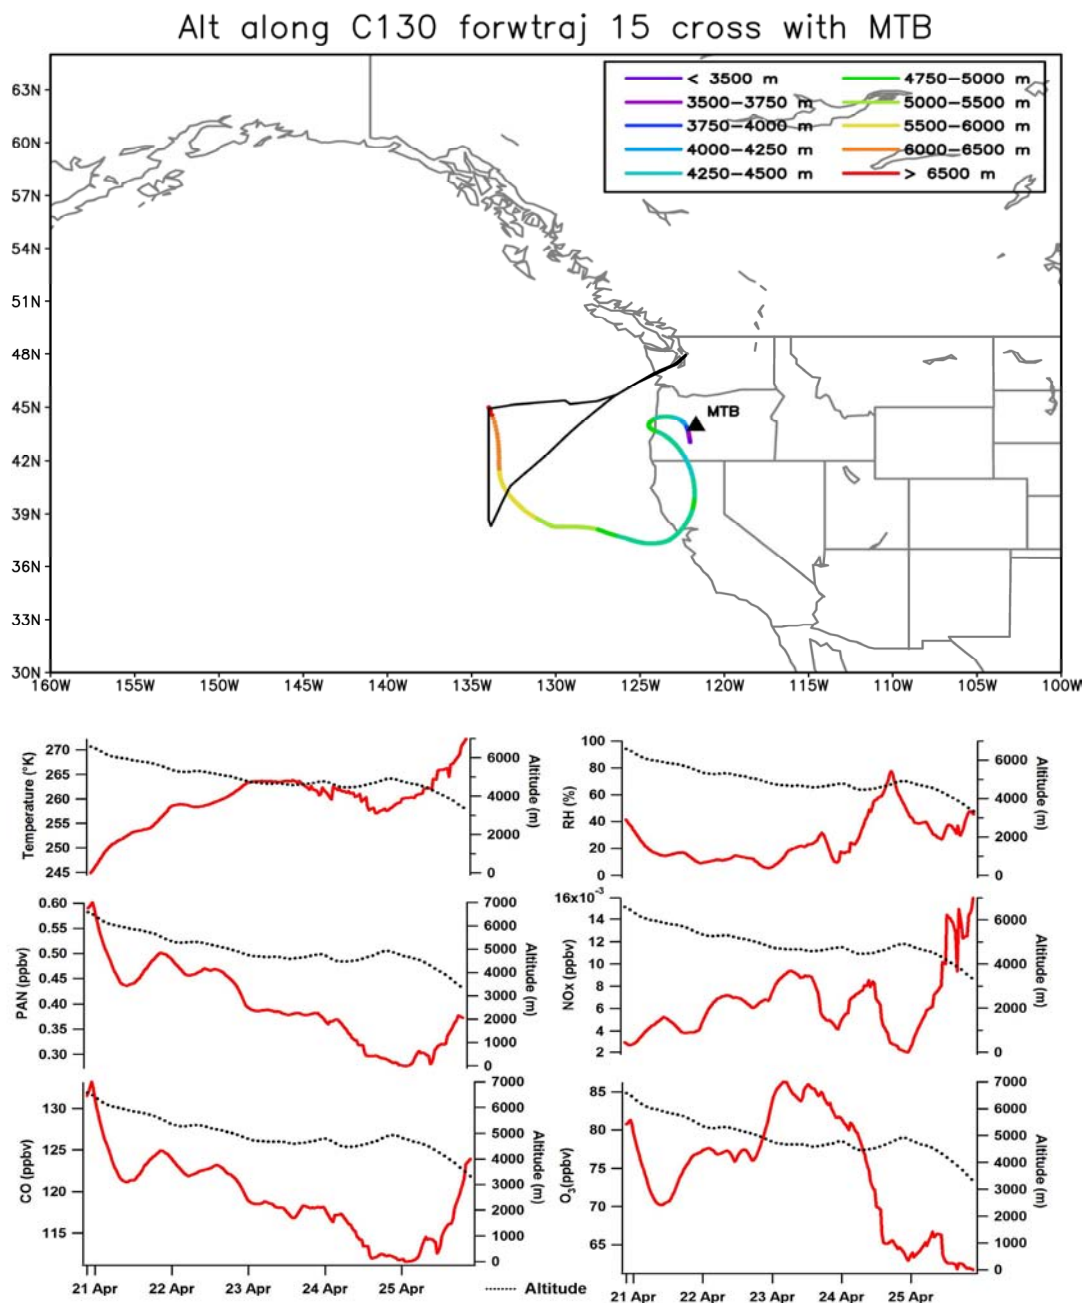 Alt along C130 forwtraj 15 cross with MTB
< 3500 m
4750-5000 m
3500-3750 m
5000-5500 m
3750-4000 m
5500-6000 m
4000-4250 m
6000-6500 m
4250-4500 m
> 6500 m
63N
60N
57N
54N
51N
48N
45N
42N
39N
36N
33N
30N
MTB
160W 155W 150W 145W 140W 135W 130W 125W 120W 115W 110W 105W 100W
Temperature (°K)
270
265
260
255
250
245
6000
4000
2000
0
Altitude (m)
RH (%)
100
80
60
40
20
0
6000
4000
2000
0
Altitude (m)
PAN (ppbv)
0.60
0.55
0.50
0.45
0.40
0.35
0.30
7000
6000
5000
4000
3000
2000
1000
0
Altitude (m)
NOx (ppbv)
16x10⁻³
14
12
10
8
6
4
2
6000
4000
2000
0
Altitude (m)
CO (ppbv)
130
125
120
115
7000
6000
5000
4000
3000
2000
1000
0
Altitude (m)
O₃(ppbv)
85
80
75
70
65
7000
6000
5000
4000
3000
2000
1000
0
Altitude (m)
21 Apr 22 Apr 23 Apr 24 Apr 25 Apr
Altitude
21 Apr 22 Apr 23 Apr 24 Apr 25 Apr